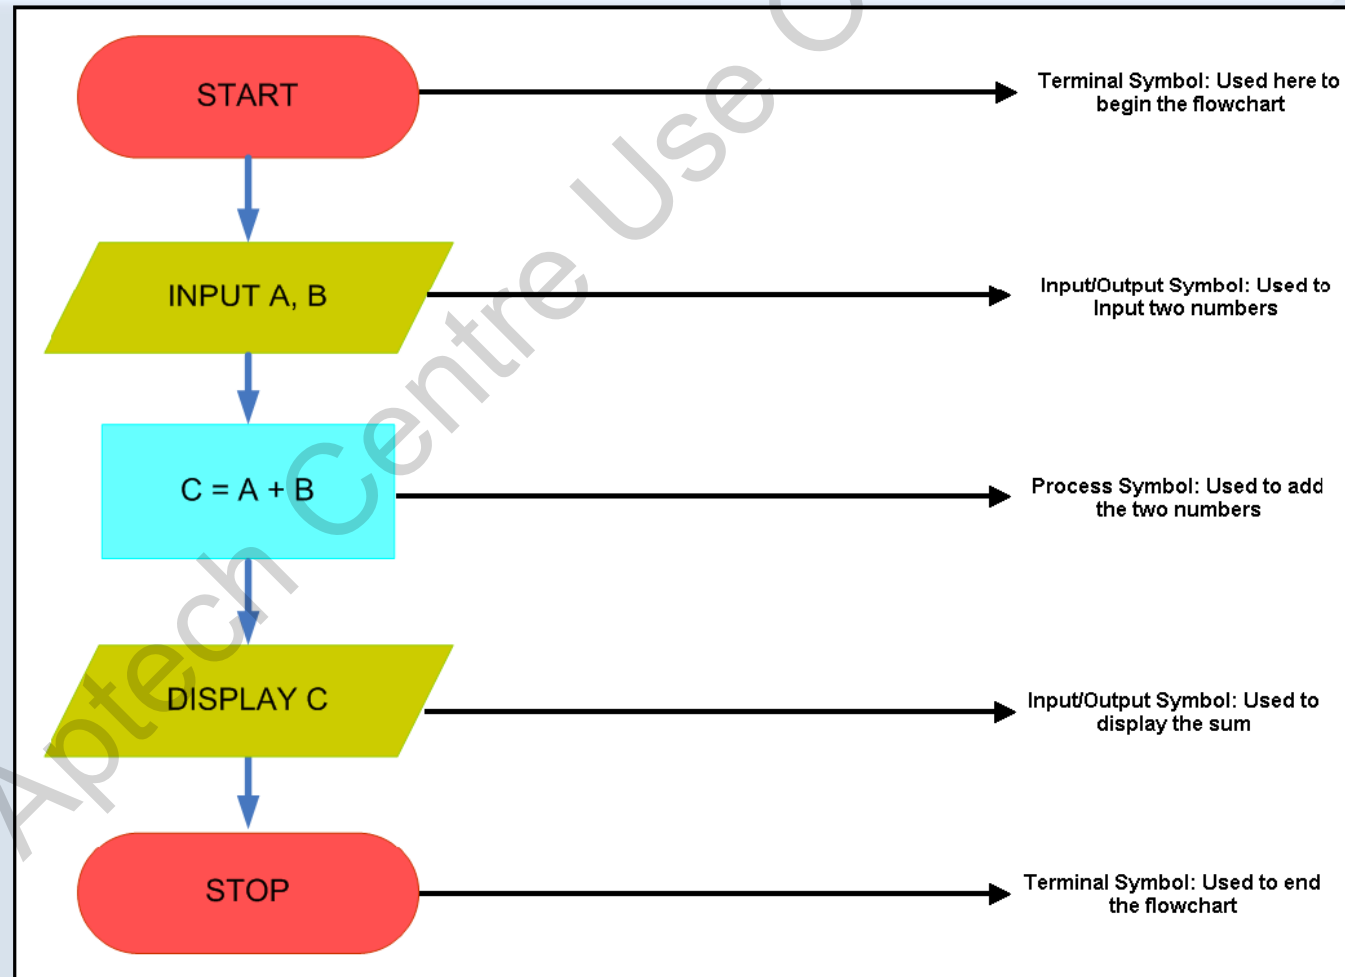 START
Terminal Symbol: Used here to
begin the flowchart
INPUT A, B
Input/Output Symbol: Used to
Input two numbers
C = A + B
Process Symbol: Used to add
the two numbers
DISPLAY C
Input/Output Symbol: Used to
display the sum
STOP
Terminal Symbol: Used to end
the flowchart
Aptech Centre Use